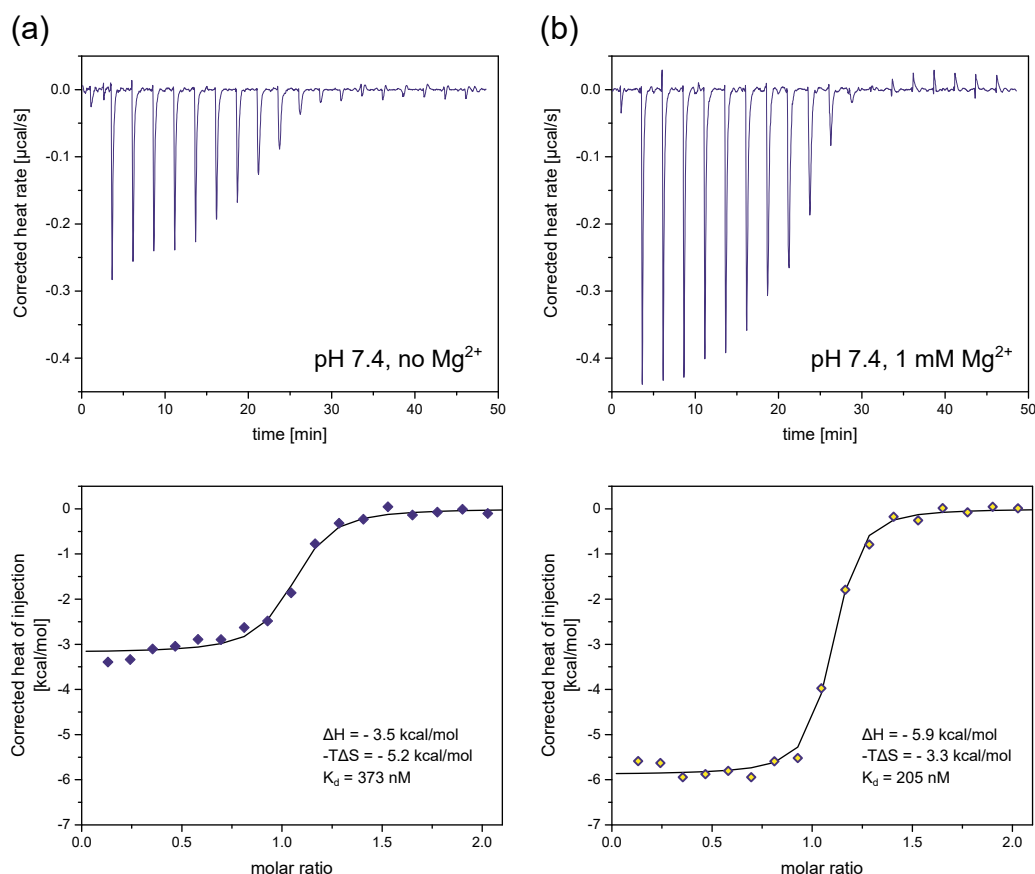 (a)
(b)
0.0
-0.1
-0.2
-0.3
-0.4
Corrected heat rate [µcal/s]
pH 7.4, no Mg²⁺
0 10 20 30 40 50
time [min]
0.0
-0.1
-0.2
-0.3
-0.4
Corrected heat rate [µcal/s]
pH 7.4, 1 mM Mg²⁺
0 10 20 30 40 50
time [min]
0
-1
-2
-3
-4
-5
-6
-7
Corrected heat of injection
[kcal/mol]
ΔH = - 3.5 kcal/mol
-TΔS = - 5.2 kcal/mol
K_d = 373 nM
0.0 0.5 1.0 1.5 2.0
molar ratio
0
-1
-2
-3
-4
-5
-6
-7
Corrected heat of injection
[kcal/mol]
ΔH = - 5.9 kcal/mol
-TΔS = - 3.3 kcal/mol
K_d = 205 nM
0.0 0.5 1.0 1.5 2.0
molar ratio